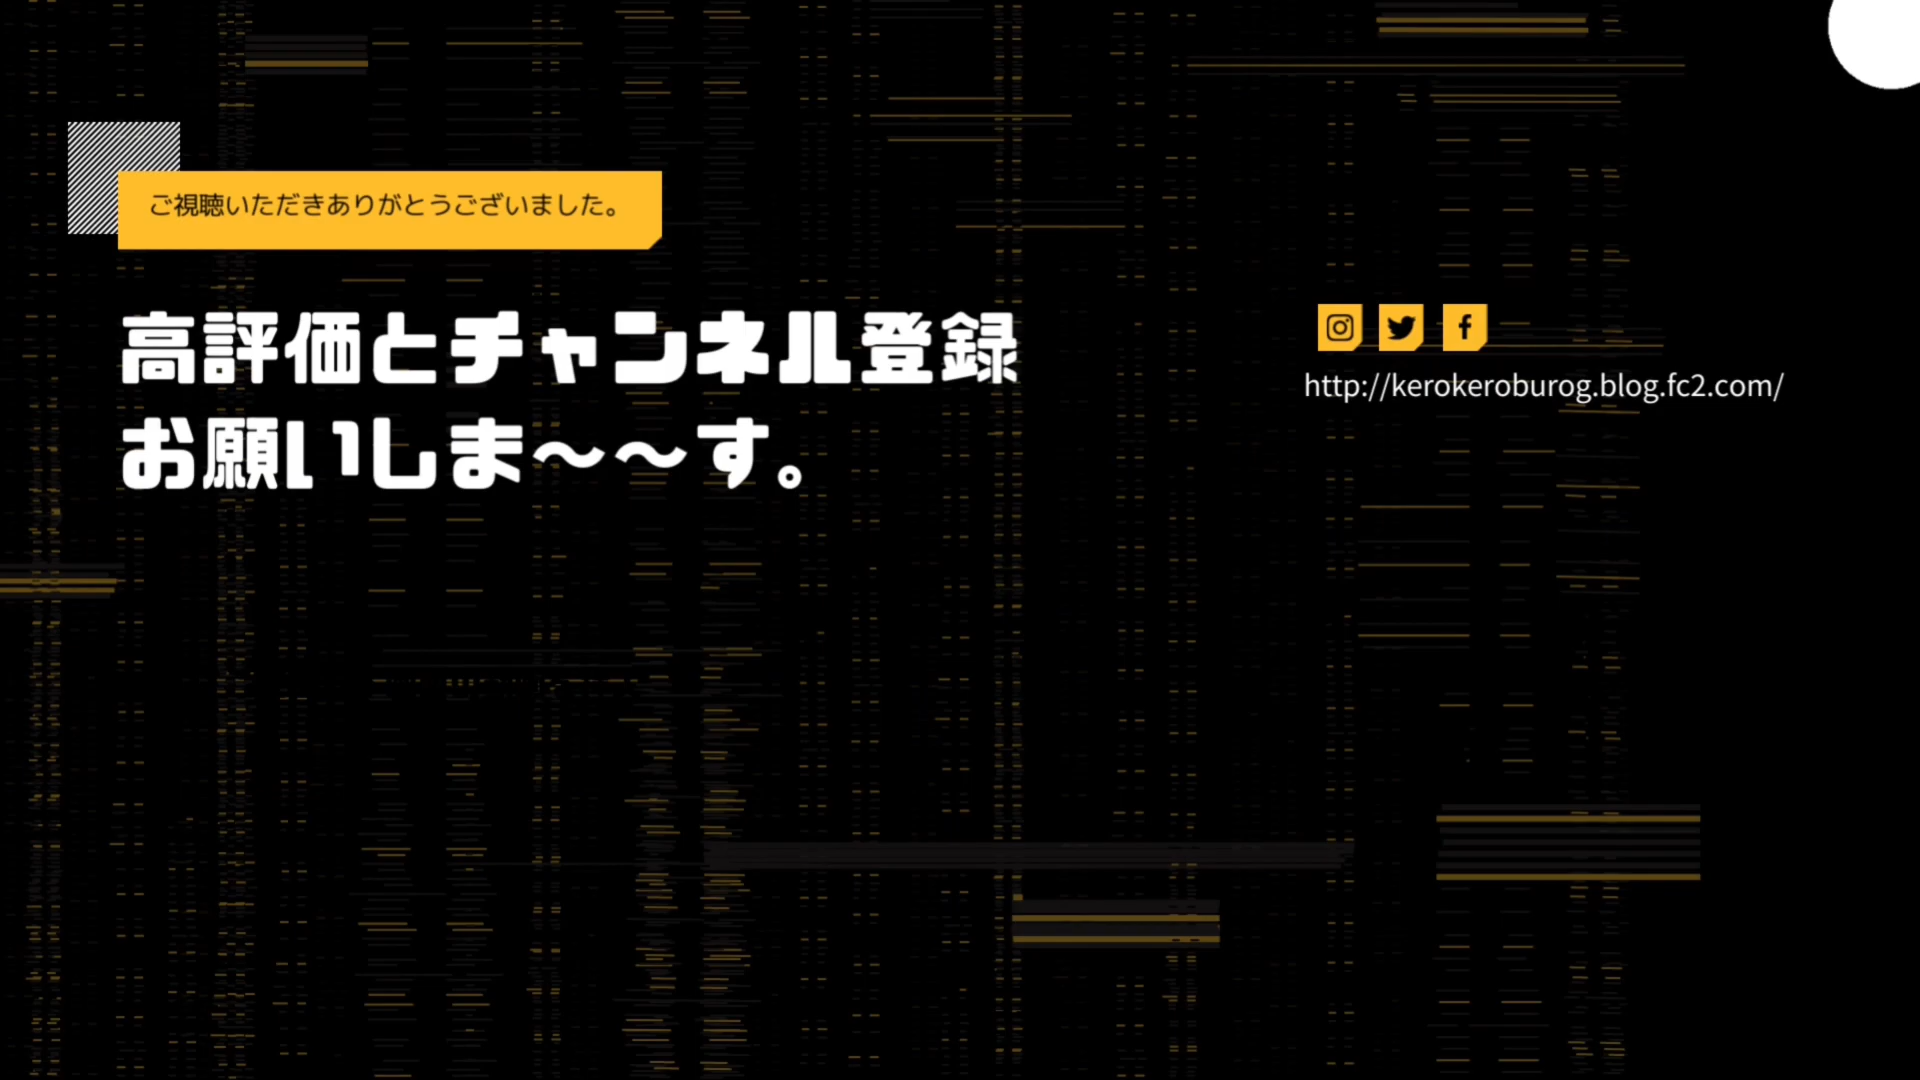 ご視聴いただきありがとうございました。
高評価とチャンネル登録
お願いしま〜〜す。
http://kerokeroburog.blog.fc2.com/